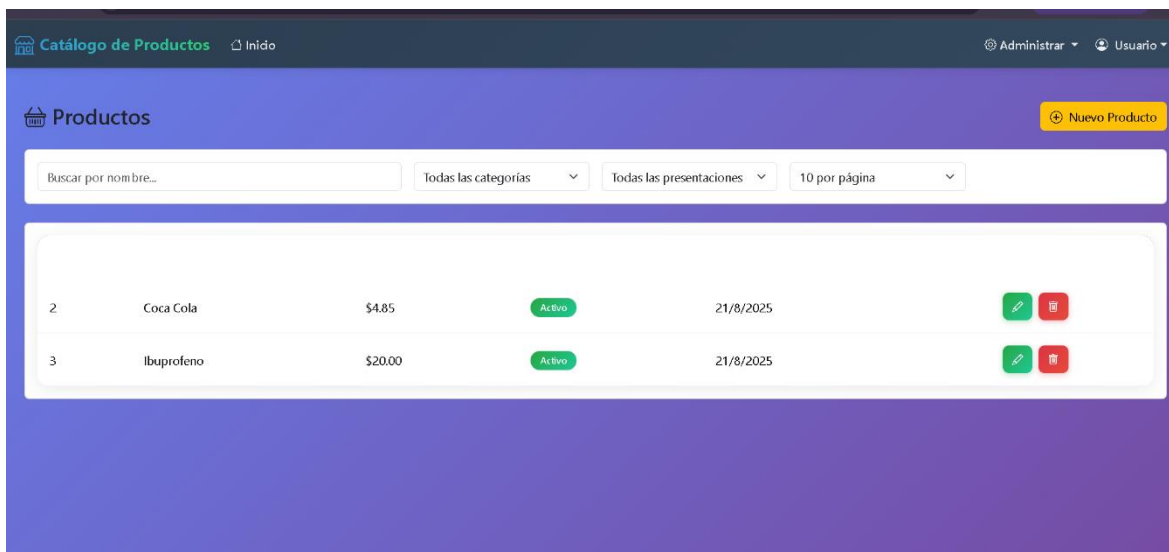 Catálogo de Productos Inicio Administrar Usuario
Productos Nuevo Producto
Buscar por nombre... Todas las categorías Todas las presentaciones 10 por página
2 Coca Cola $4.85 Activo 21/8/2025
3 Ibuprofeno $20.00 Activo 21/8/2025